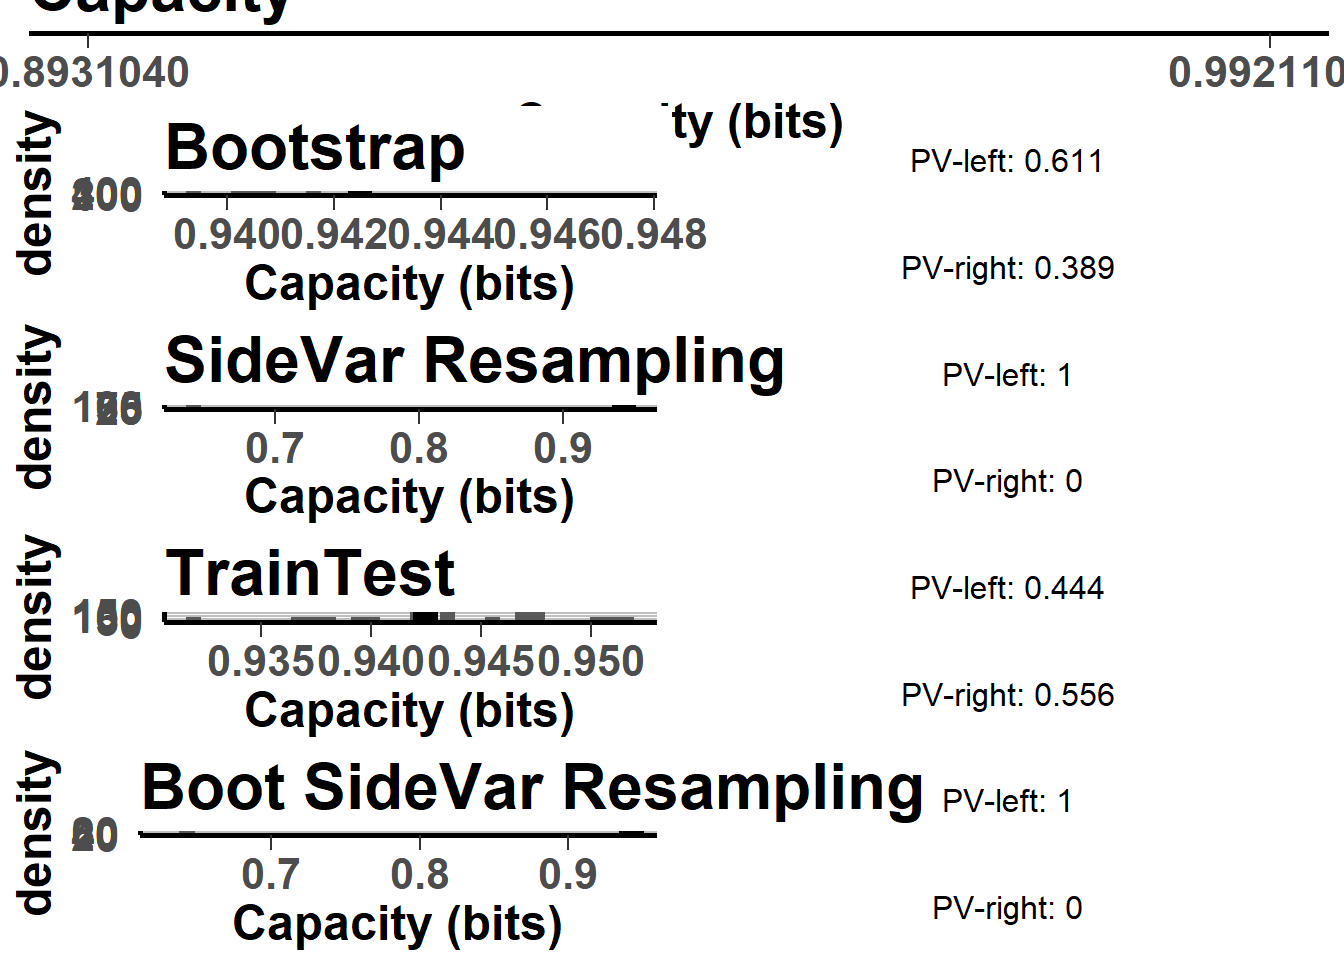 Capacity
0.8931040
0.992110
ty (bits)
density
Bootstrap
0.940 0.942 0.944 0.946 0.948
Capacity (bits)
PV-left: 0.611
PV-right: 0.389
density
SideVar Resampling
0.7 0.8 0.9
Capacity (bits)
PV-left: 1
PV-right: 0
density
TrainTest
0.935 0.940 0.945 0.950
Capacity (bits)
PV-left: 0.444
PV-right: 0.556
density
Boot SideVar Resampling
0.7 0.8 0.9
Capacity (bits)
PV-left: 1
PV-right: 0